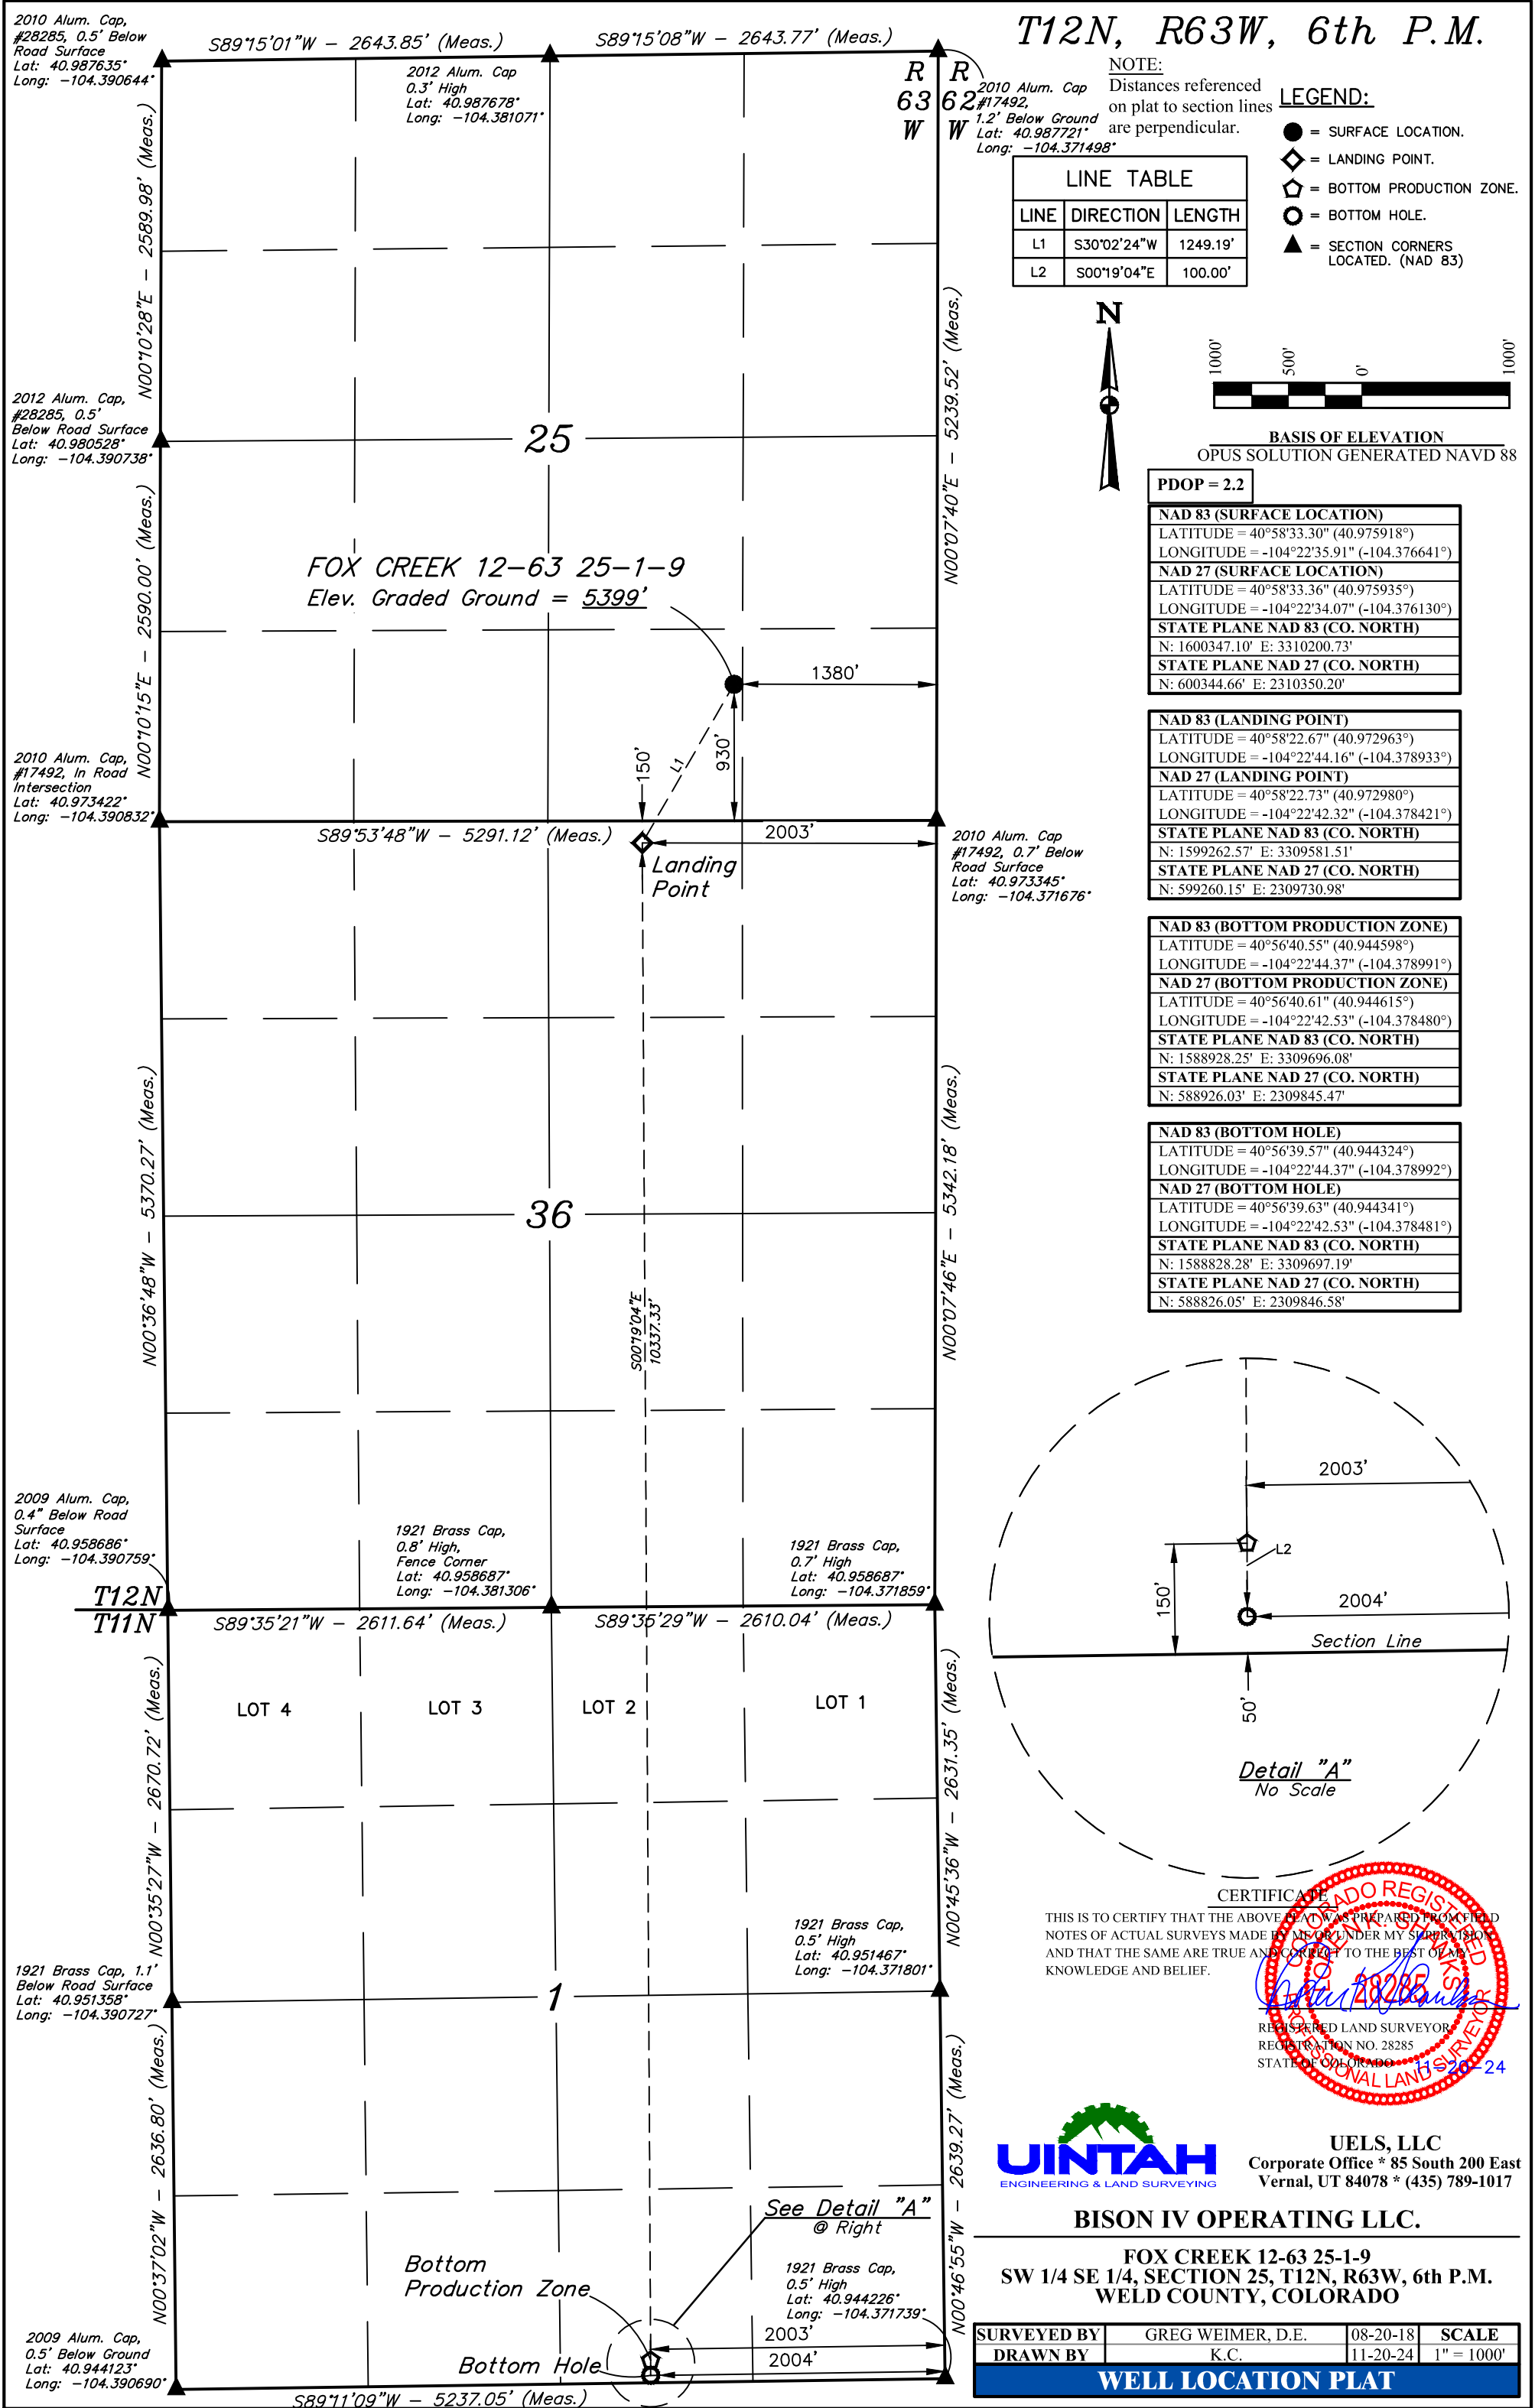 T12N, R63W, 6th P.M.
2010 Alum. Cap,
#28285, 0.5' Below
Road Surface
Lat: 40.987635°
Long: -104.390644°
S89°15'01"W - 2643.85' (Meas.)
S89°15'08"W - 2643.77' (Meas.)
2012 Alum. Cap
0.3' High
Lat: 40.987678°
Long: -104.381071°
R R
63 62
W W
2010 Alum. Cap
#17492,
1.2' Below Ground
Lat: 40.987721°
Long: -104.371498°
NOTE:
Distances referenced
on plat to section lines
are perpendicular.
LEGEND:
= SURFACE LOCATION.
= LANDING POINT.
= BOTTOM PRODUCTION ZONE.
= BOTTOM HOLE.
= SECTION CORNERS
LOCATED. (NAD 83)
LINE TABLE
LINE DIRECTION LENGTH
L1 S30°02'24"W 1249.19'
L2 S00°19'04"E 100.00'
N
1000' 500' 0' 1000'
BASIS OF ELEVATION
OPUS SOLUTION GENERATED NAVD 88
PDOP = 2.2
NAD 83 (SURFACE LOCATION)
LATITUDE = 40°58'33.30" (40.975918°)
LONGITUDE = -104°22'35.91" (-104.376641°)
NAD 27 (SURFACE LOCATION)
LATITUDE = 40°58'33.36" (40.975935°)
LONGITUDE = -104°22'34.07" (-104.376130°)
STATE PLANE NAD 83 (CO. NORTH)
N: 1600347.10' E: 3310200.73'
STATE PLANE NAD 27 (CO. NORTH)
N: 600344.66' E: 2310350.20'
NAD 83 (LANDING POINT)
LATITUDE = 40°58'22.67" (40.972963°)
LONGITUDE = -104°22'44.16" (-104.378933°)
NAD 27 (LANDING POINT)
LATITUDE = 40°58'22.73" (40.972980°)
LONGITUDE = -104°22'42.32" (-104.378421°)
STATE PLANE NAD 83 (CO. NORTH)
N: 1599262.57' E: 3309581.51'
STATE PLANE NAD 27 (CO. NORTH)
N: 599260.15' E: 2309730.98'
NAD 83 (BOTTOM PRODUCTION ZONE)
LATITUDE = 40°56'40.55" (40.944598°)
LONGITUDE = -104°22'44.37" (-104.378991°)
NAD 27 (BOTTOM PRODUCTION ZONE)
LATITUDE = 40°56'40.61" (40.944615°)
LONGITUDE = -104°22'42.53" (-104.378480°)
STATE PLANE NAD 83 (CO. NORTH)
N: 1588928.25' E: 3309696.08'
STATE PLANE NAD 27 (CO. NORTH)
N: 588926.03' E: 2309845.47'
NAD 83 (BOTTOM HOLE)
LATITUDE = 40°56'39.57" (40.944324°)
LONGITUDE = -104°22'44.37" (-104.378992°)
NAD 27 (BOTTOM HOLE)
LATITUDE = 40°56'39.63" (40.944341°)
LONGITUDE = -104°22'42.53" (-104.378481°)
STATE PLANE NAD 83 (CO. NORTH)
N: 1588828.28' E: 3309697.19'
STATE PLANE NAD 27 (CO. NORTH)
N: 588826.05' E: 2309846.58'
N00°10'28"E - 2589.98' (Meas.)
N00°07'40"E - 5239.52' (Meas.)
2012 Alum. Cap,
#28285, 0.5'
Below Road Surface
Lat: 40.980528°
Long: -104.390738°
25
N00°10'15"E - 2590.00' (Meas.)
FOX CREEK 12-63 25-1-9
Elev. Graded Ground = 5399'
1380'
930'
150'
L1
2010 Alum. Cap,
#17492, In Road
Intersection
Lat: 40.973422°
Long: -104.390832°
S89°53'48"W - 5291.12' (Meas.)
2003'
Landing
Point
2010 Alum. Cap
#17492, 0.7' Below
Road Surface
Lat: 40.973345°
Long: -104.371676°
N00°36'48"W - 5370.27' (Meas.)
N00°07'46"E - 5342.18' (Meas.)
36
S00°19'04"E
10337.33'
2009 Alum. Cap,
0.4" Below Road
Surface
Lat: 40.958686°
Long: -104.390759°
1921 Brass Cap,
0.8' High,
Fence Corner
Lat: 40.958687°
Long: -104.381306°
1921 Brass Cap,
0.7' High
Lat: 40.958687°
Long: -104.371859°
T12N
T11N
S89°35'21"W - 2611.64' (Meas.)
S89°35'29"W - 2610.04' (Meas.)
LOT 4 LOT 3 LOT 2 LOT 1
N00°35'27"W - 2670.72' (Meas.)
N00°45'36"W - 2631.35' (Meas.)
1921 Brass Cap,
0.5' High
Lat: 40.951467°
Long: -104.371801°
1921 Brass Cap, 1.1'
Below Road Surface
Lat: 40.951358°
Long: -104.390727°
1
N00°37'02"W - 2636.80' (Meas.)
N00°46'55"W - 2639.27' (Meas.)
See Detail "A"
@ Right
Bottom
Production Zone
1921 Brass Cap,
0.5' High
Lat: 40.944226°
Long: -104.371739°
2009 Alum. Cap,
0.5' Below Ground
Lat: 40.944123°
Long: -104.390690°
Bottom Hole
2003'
2004'
S89°11'09"W - 5237.05' (Meas.)
2003'
L2
150'
2004'
Section Line
50'
Detail "A"
No Scale
CERTIFICATE
THIS IS TO CERTIFY THAT THE ABOVE PLAT WAS PREPARED FROM FIELD
NOTES OF ACTUAL SURVEYS MADE BY ME OR UNDER MY SUPERVISION
AND THAT THE SAME ARE TRUE AND CORRECT TO THE BEST OF MY
KNOWLEDGE AND BELIEF.
COLORADO REGISTERED
LOREN K. SHANKS
28285
PROFESSIONAL LAND SURVEYOR
REGISTERED LAND SURVEYOR
REGISTRATION NO. 28285
STATE OF COLORADO
11-20-24
UINTAH
ENGINEERING & LAND SURVEYING
UELS, LLC
Corporate Office * 85 South 200 East
Vernal, UT 84078 * (435) 789-1017
BISON IV OPERATING LLC.
FOX CREEK 12-63 25-1-9
SW 1/4 SE 1/4, SECTION 25, T12N, R63W, 6th P.M.
WELD COUNTY, COLORADO
SURVEYED BY GREG WEIMER, D.E. 08-20-18 SCALE
DRAWN BY K.C. 11-20-24 1" = 1000'
WELL LOCATION PLAT